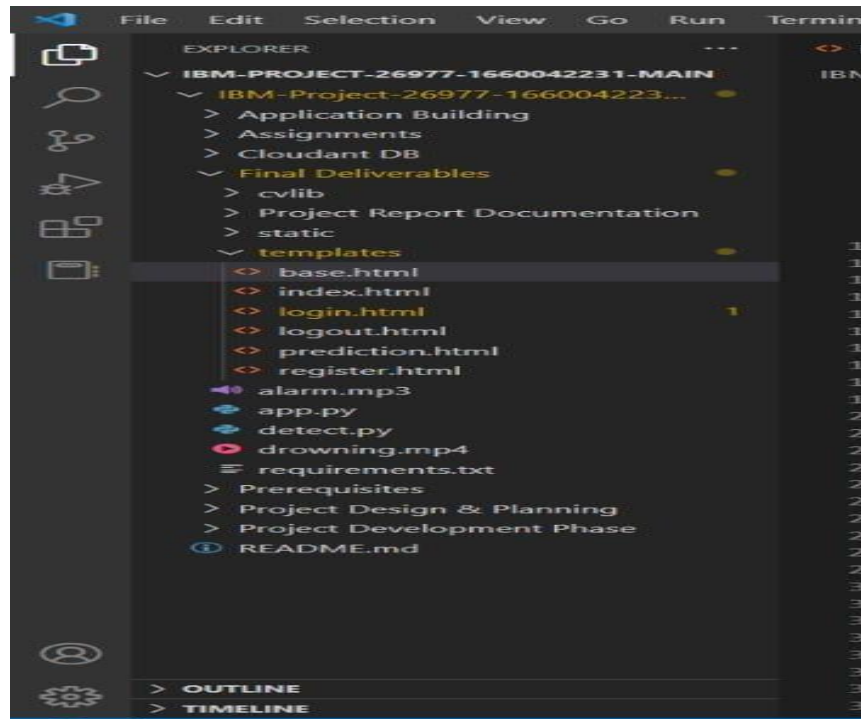 File Edit Selection View Go Run Termin
EXPLORER ...
IBM-PROJECT-26977-1660042231-MAIN
IBM-Project-26977-166004223...
> Application Building
> Assignments
> Cloudant DB
Final Deliverables
> cvlib
> Project Report Documentation
> static
templates
<> base.html
<> index.html
<> login.html 1
<> logout.html
<> prediction.html
<> register.html
alarm.mp3
app.py
detect.py
drowning.mp4
requirements.txt
> Prerequisites
> Project Design & Planning
> Project Development Phase
README.md
> OUTLINE
> TIMELINE